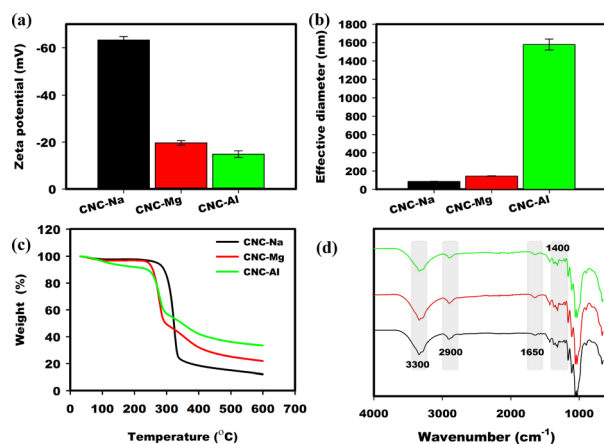 (a)
Zeta potential (mV)
-60
-40
-20
0
CNC-Na
CNC-Mg
CNC-Al
(b)
Effective diameter (nm)
1800
1600
1400
1200
1000
800
600
400
200
0
CNC-Na
CNC-Mg
CNC-Al
(c)
Weight (%)
120
100
80
60
40
20
0
CNC-Na
CNC-Mg
CNC-Al
0 100 200 300 400 500 600 700
Temperature (°C)
(d)
1400
3300
2900
1650
4000 3000 2000 1000
Wavenumber (cm⁻¹)